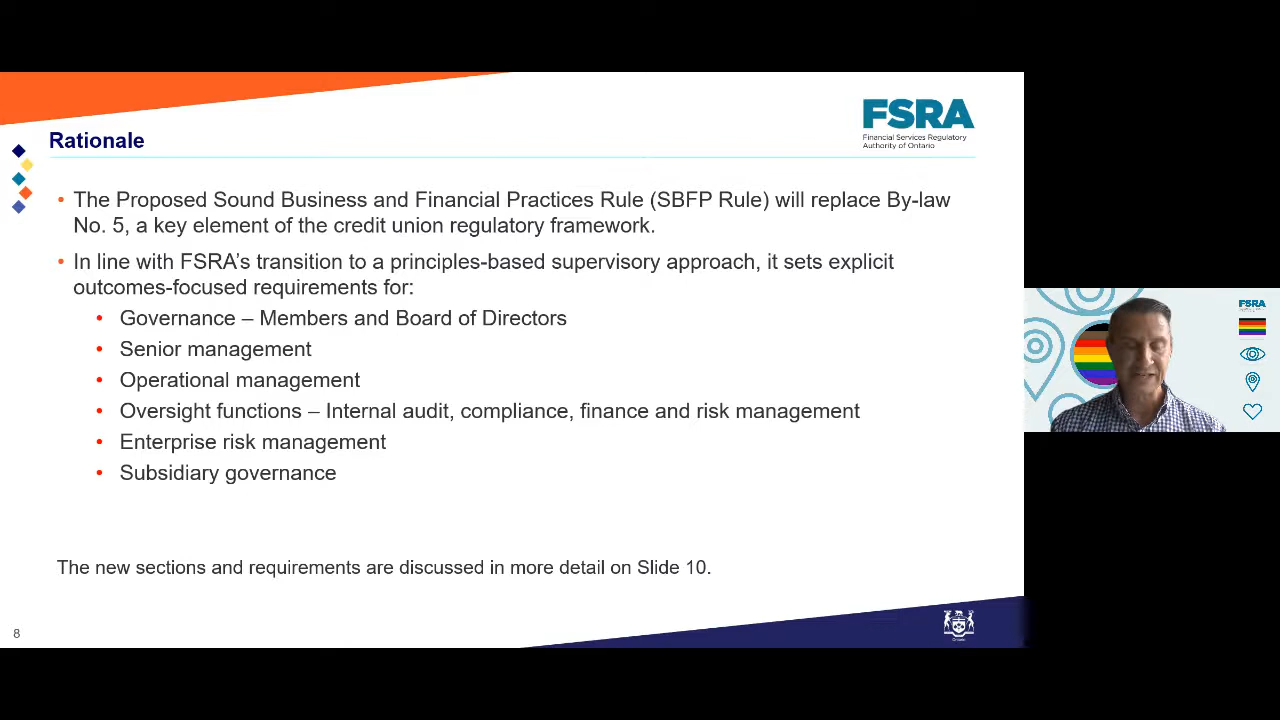 FSRA
Financial Services Regulatory
Authority of Ontario
Rationale
• The Proposed Sound Business and Financial Practices Rule (SBFP Rule) will replace By-law
No. 5, a key element of the credit union regulatory framework.
• In line with FSRA’s transition to a principles-based supervisory approach, it sets explicit
outcomes-focused requirements for:
• Governance – Members and Board of Directors
• Senior management
• Operational management
• Oversight functions – Internal audit, compliance, finance and risk management
• Enterprise risk management
• Subsidiary governance
The new sections and requirements are discussed in more detail on Slide 10.
8
Ontario
FSRA